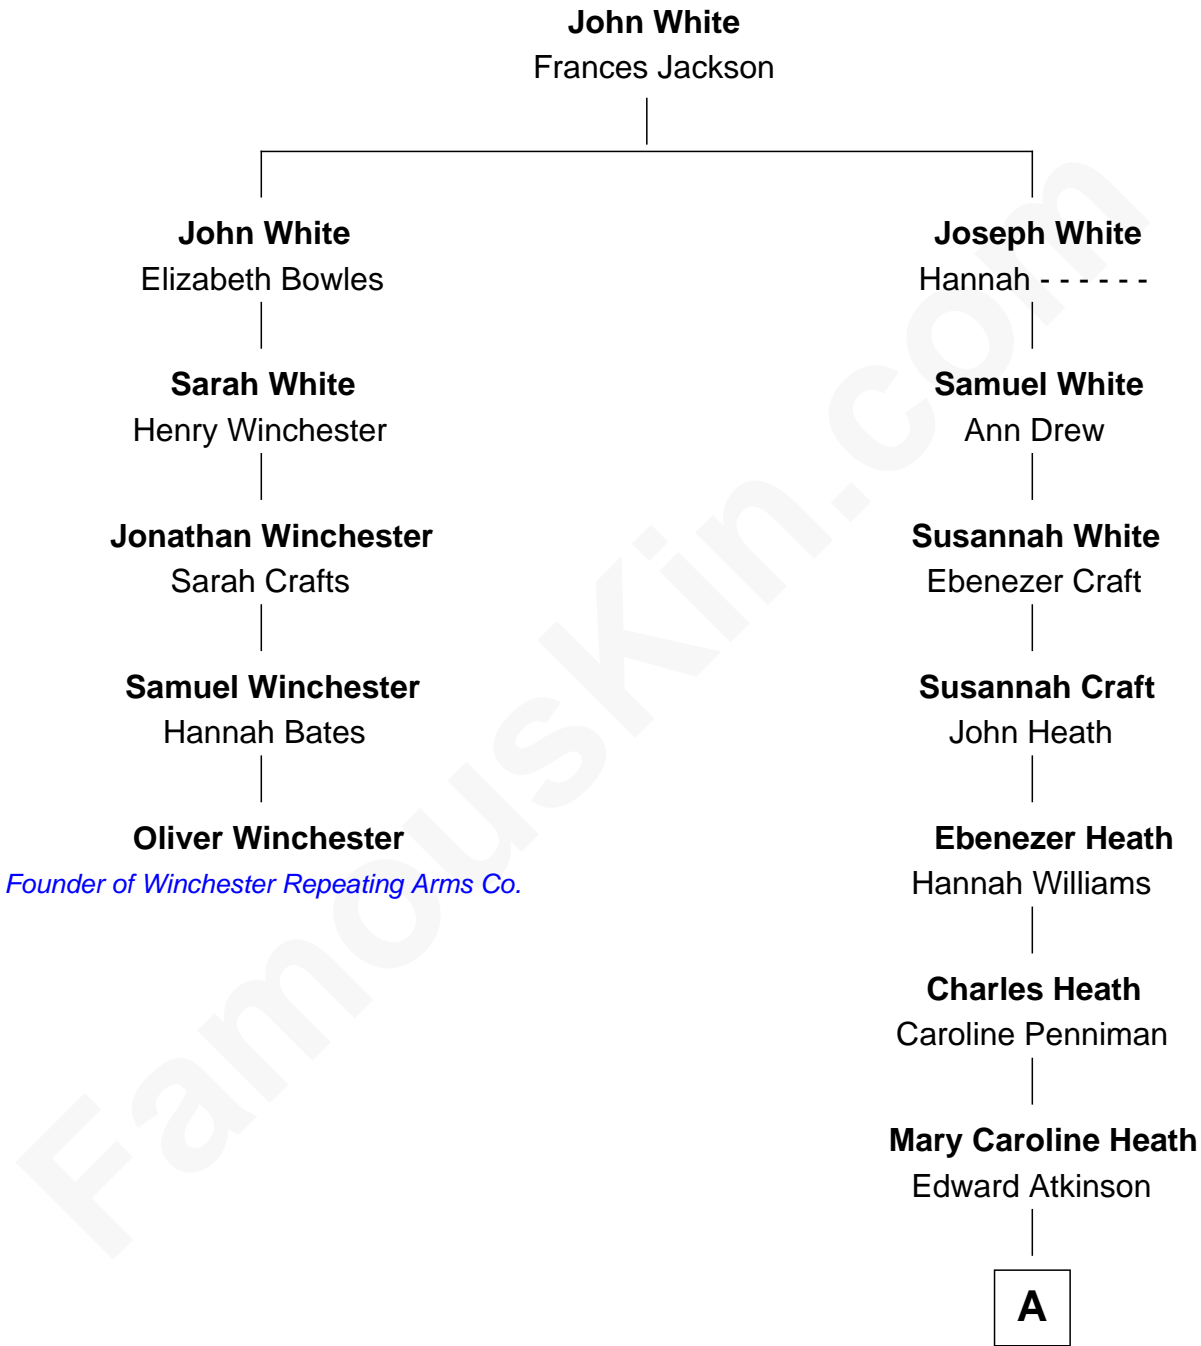 John White
Frances Jackson
John White
Elizabeth Bowles
Sarah White
Henry Winchester
Jonathan Winchester
Sarah Crafts
Samuel Winchester
Hannah Bates
Oliver Winchester
Founder of Winchester Repeating Arms Co.
Joseph White
Hannah - - - - - -
Samuel White
Ann Drew
Susannah White
Ebenezer Craft
Susannah Craft
John Heath
Ebenezer Heath
Hannah Williams
Charles Heath
Caroline Penniman
Mary Caroline Heath
Edward Atkinson
A
FamousKin.com